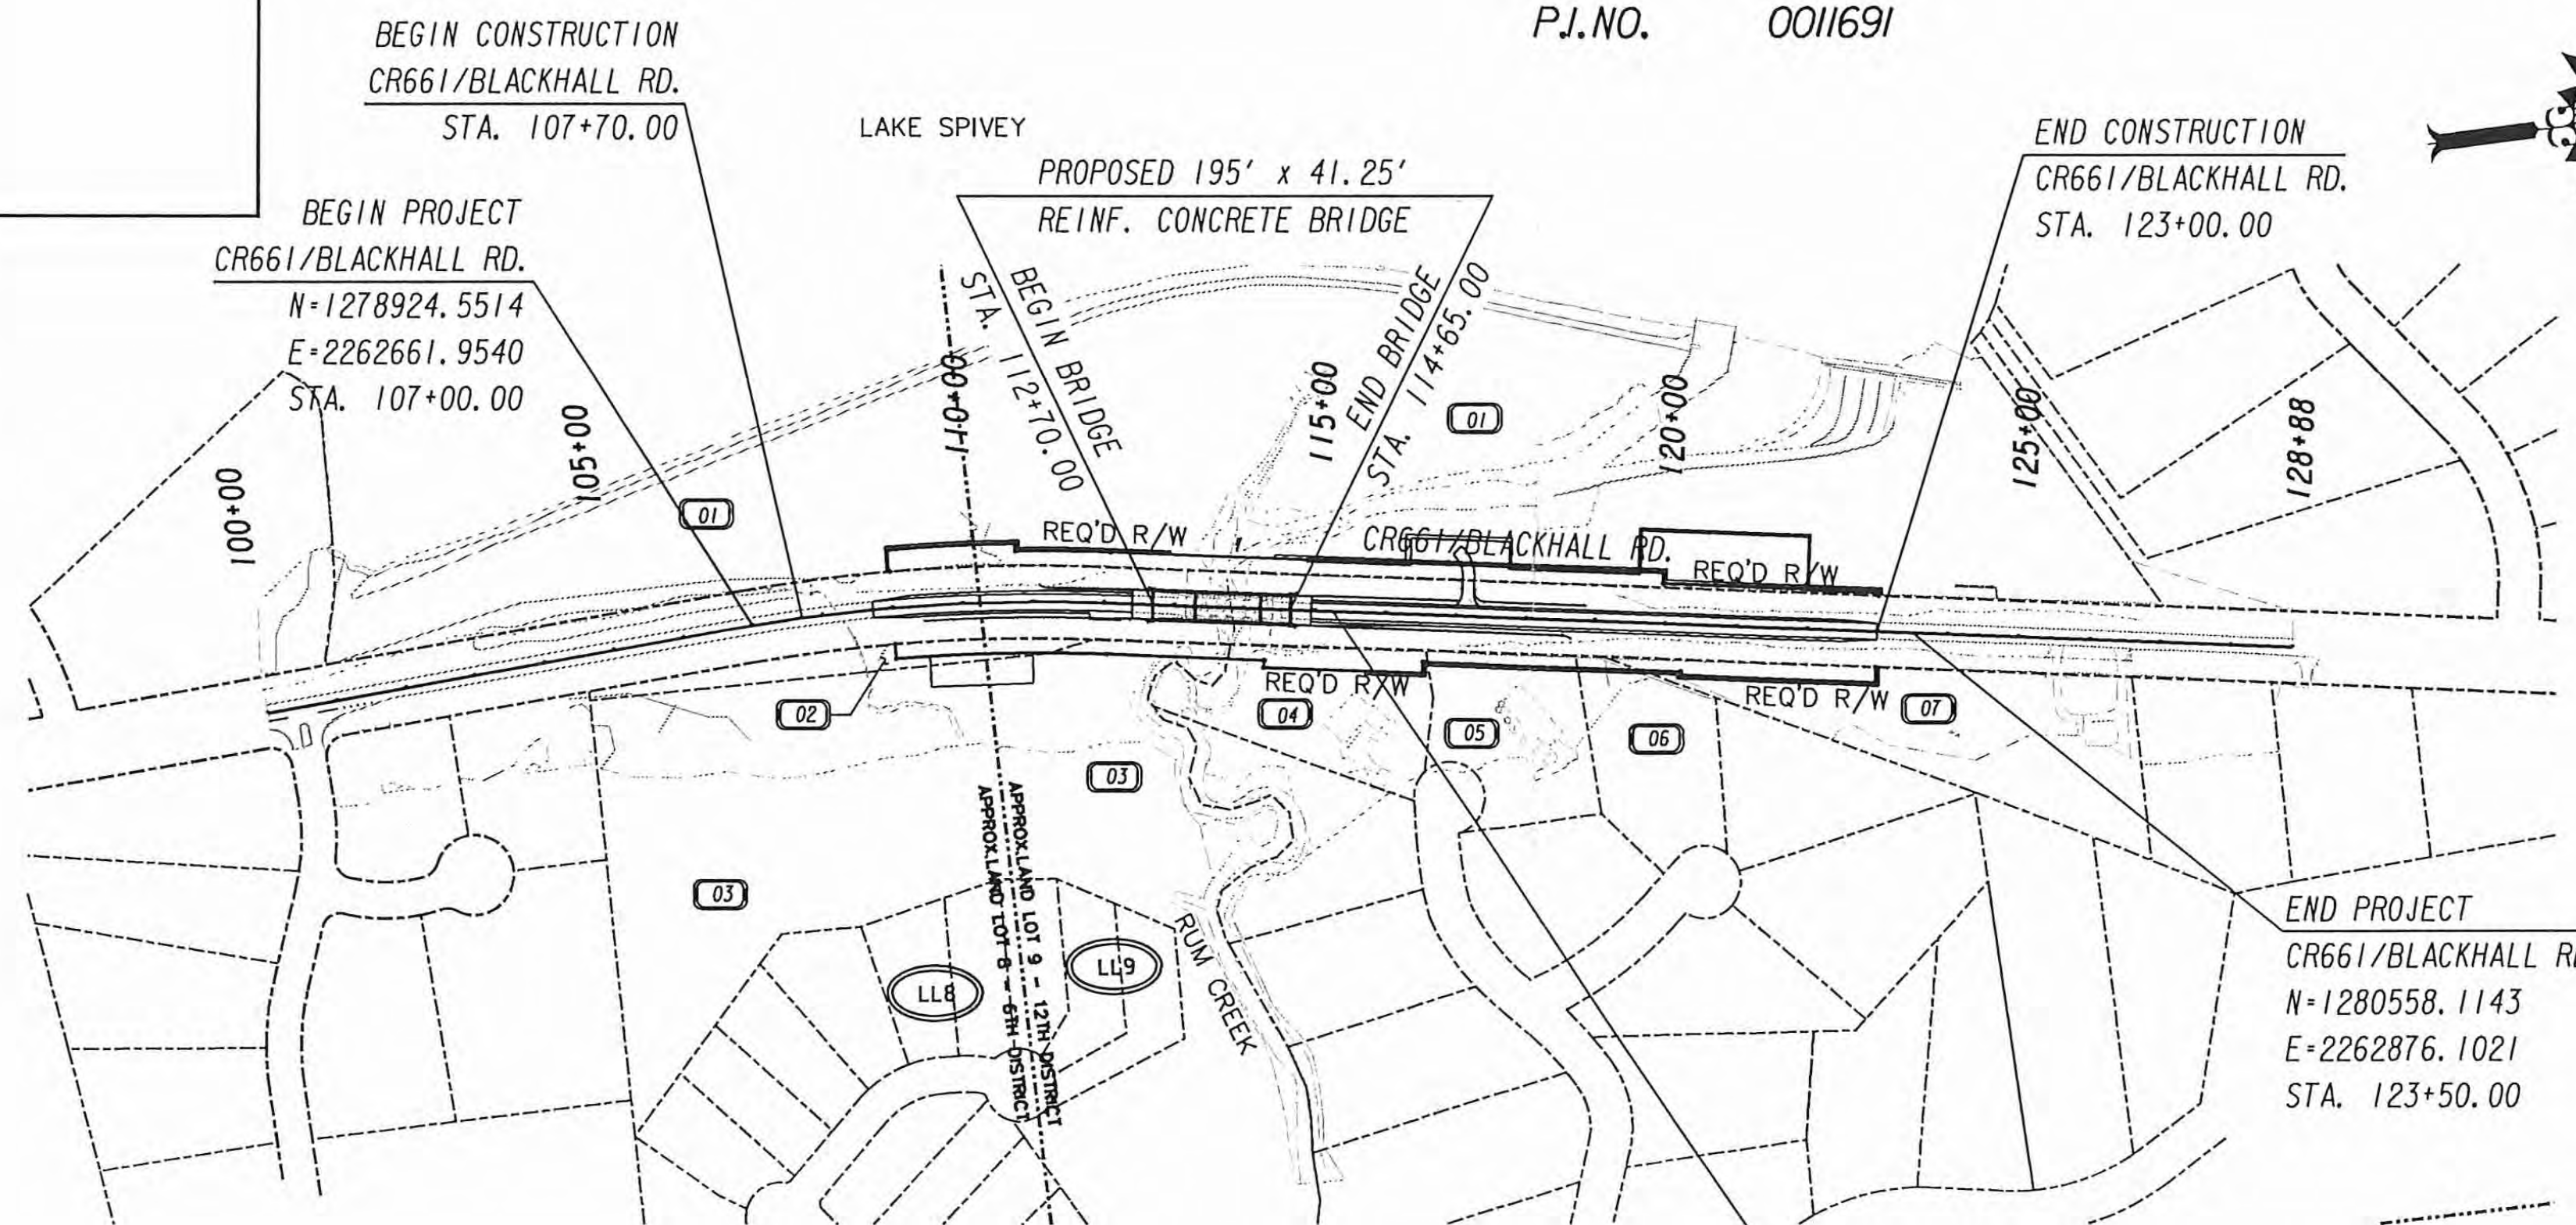 P.I.NO. 0011691
BEGIN CONSTRUCTION
CR661/BLACKHALL RD.
STA. 107+70.00
BEGIN PROJECT
CR661/BLACKHALL RD.
N=1278924.5514
E=2262661.9540
STA. 107+00.00
LAKE SPIVEY
PROPOSED 195' x 41.25'
REINF. CONCRETE BRIDGE
BEGIN BRIDGE
STA. 112+70.00
END BRIDGE
STA. 114+65.00
END CONSTRUCTION
CR661/BLACKHALL RD.
STA. 123+00.00
100+00
105+00
110+00
115+00
120+00
125+00
128+88
01
01
REQ'D R/W
CR661/BLACKHALL RD.
REQ'D R/W
REQ'D R/W
REQ'D R/W
02
03
03
04
05
06
07
APPROX. LAND LOT 9 - 12TH DISTRICT
APPROX. LAND LOT 8 - 6TH DISTRICT
LL8
LL9
RUM CREEK
END PROJECT
CR661/BLACKHALL
N=1280558.1143
E=2262876.1021
STA. 123+50.00